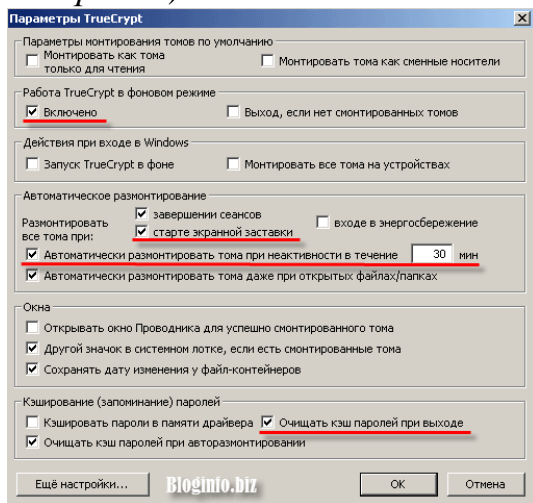 Параметры TrueCrypt
Параметры монтирования томов по умолчанию
Монтировать как тома
только для чтения
Монтировать тома как сменные носители
Работа TrueCrypt в фоновом режиме
Включено
Выход, если нет смонтированных томов
Действия при входе в Windows
Запуск TrueCrypt в фоне
Монтировать все тома на устройствах
Автоматическое размонтирование
Размонтировать
все тома при:
завершении сеансов
старте экранной заставки
входе в энергосбережение
Автоматически размонтировать тома при неактивности в течение 30 мин
Автоматически размонтировать тома даже при открытых файлах/папках
Окна
Открывать окно Проводника для успешно смонтированного тома
Другой значок в системном лотке, если есть смонтированные тома
Сохранять дату изменения у файл-контейнеров
Кэширование (запоминание) паролей
Кэшировать пароли в памяти драйвера
Очищать кэш паролей при выходе
Очищать кэш паролей при авторазмонтировании
Ещё настройки...
Bloginfo.biz
OK
Отмена